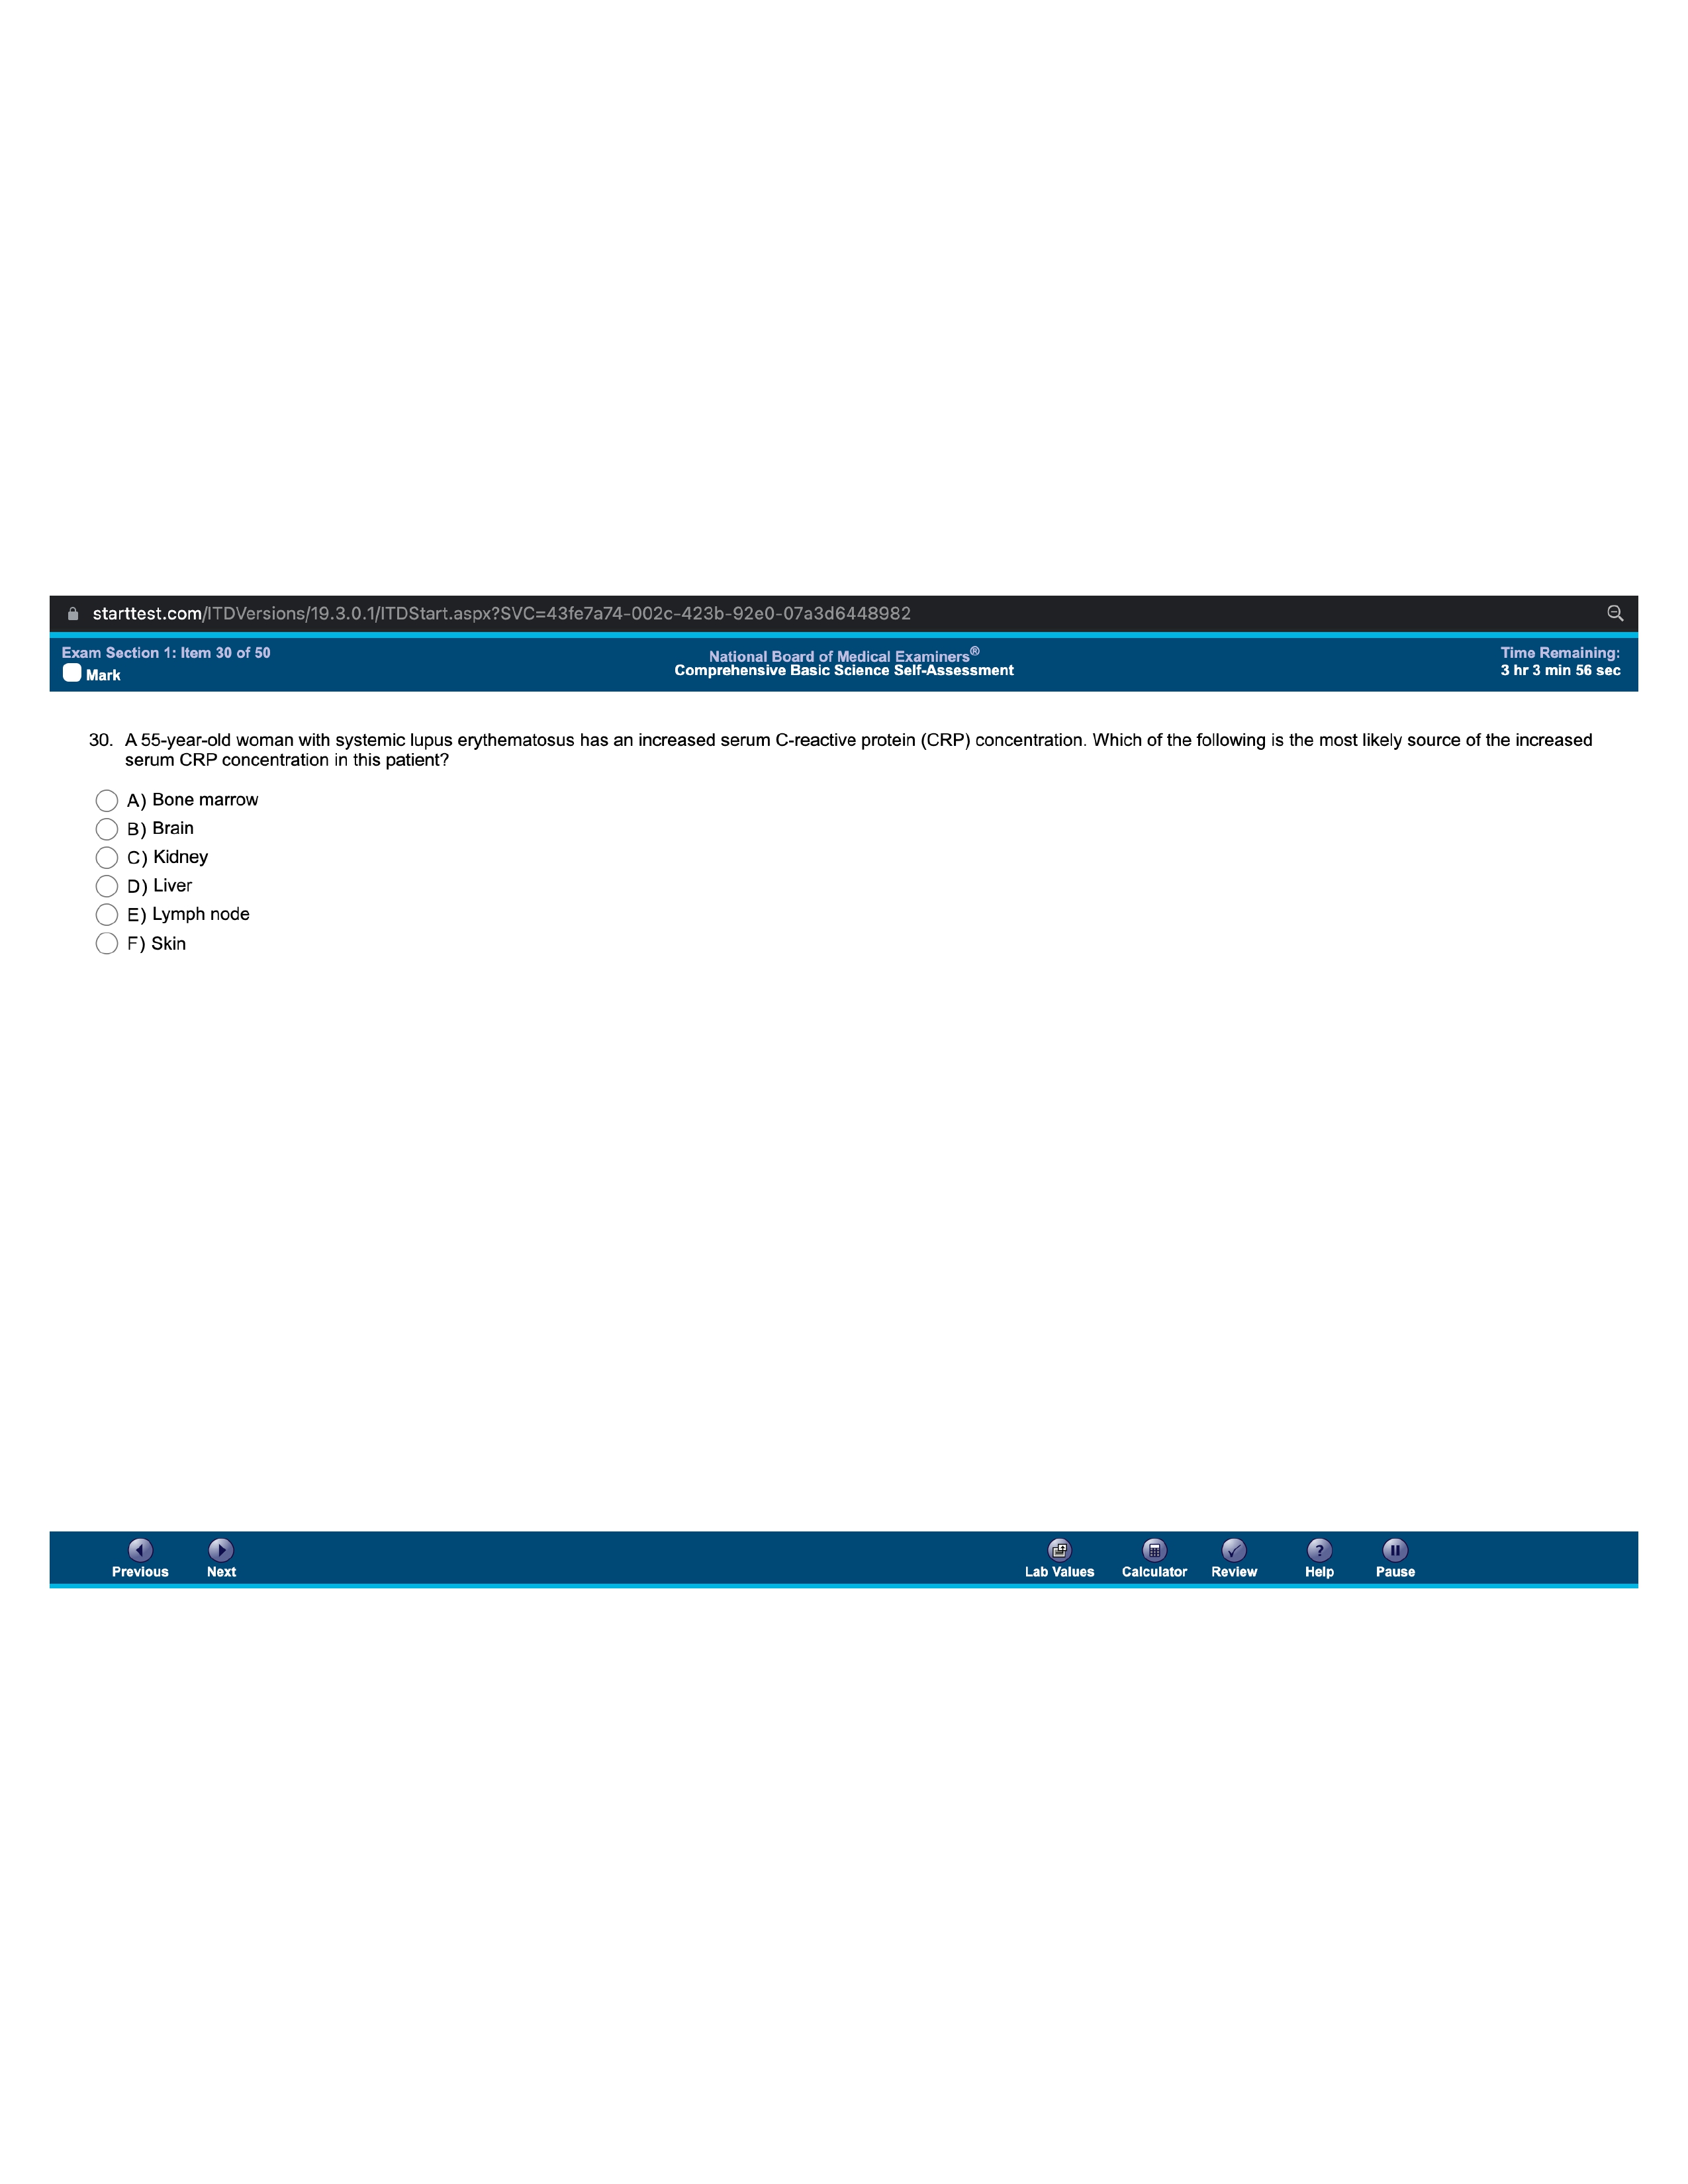 starttest.com/ITDVersions/19.3.0.1/ITDStart.aspx?SVC=43fe7a74-002c-423b-92e0-07a3d6448982
Exam Section 1: Item 30 of 50
Mark
National Board of Medical Examiners®
Comprehensive Basic Science Self-Assessment
Time Remaining:
3 hr 3 min 56 sec
30. A 55-year-old woman with systemic lupus erythematosus has an increased serum C-reactive protein (CRP) concentration. Which of the following is the most likely source of the increased
serum CRP concentration in this patient?
A) Bone marrow
B) Brain
C) Kidney
D) Liver
E) Lymph node
F) Skin
Previous
Next
Lab Values
Calculator
Review
Help
Pause